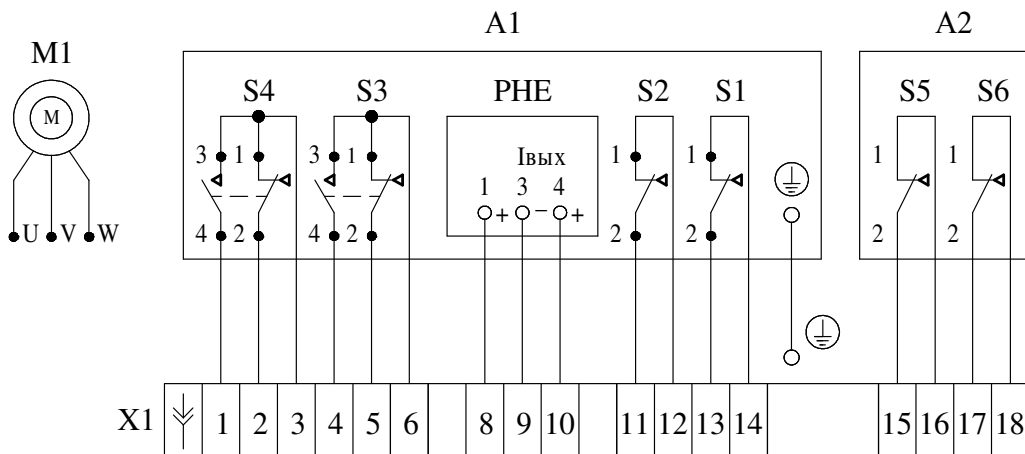 A1 A2
M1
S4 S3 PHE S2 S1 S5 S6
M
3 1 3 1 Iвых 1 1 1 1
1 3 4
+ − +
U V W 4 2 4 2 2 2 2 2
X1 1 2 3 4 5 6 8 9 10 11 12 13 14 15 16 17 18